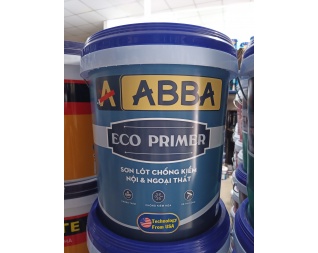 A ABBA
ECO PRIMER
SƠN LÓT CHỐNG KIỀM
NỘI & NGOẠI THẤT
Technology
From USA